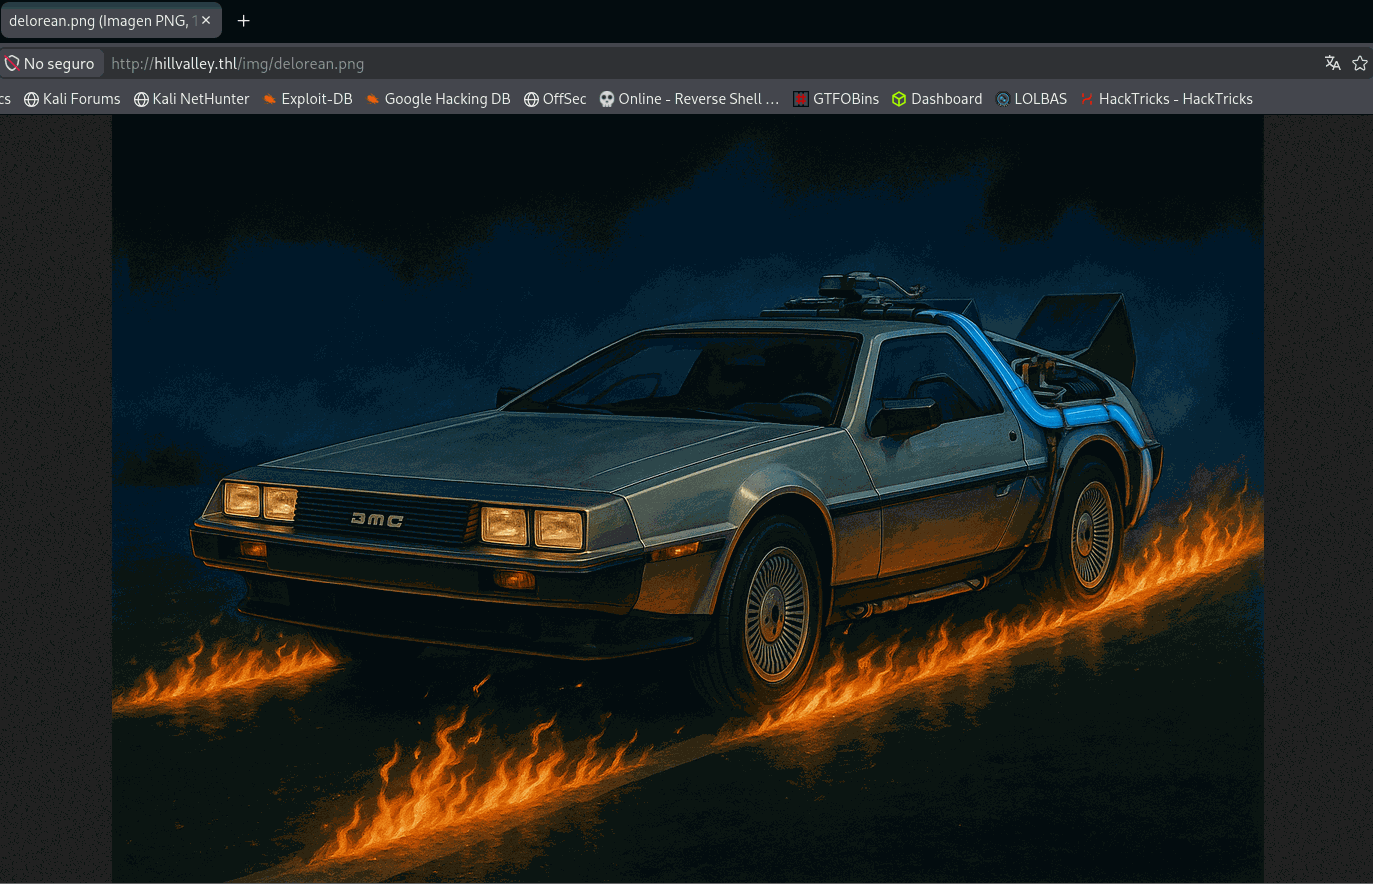 delorean.png (Imagen PNG, 1
No seguro
http://hillvalley.thl/img/delorean.png
cs Kali Forums Kali NetHunter Exploit-DB Google Hacking DB OffSec Online - Reverse Shell ... GTFOBins Dashboard LOLBAS HackTricks - HackTricks
DMC